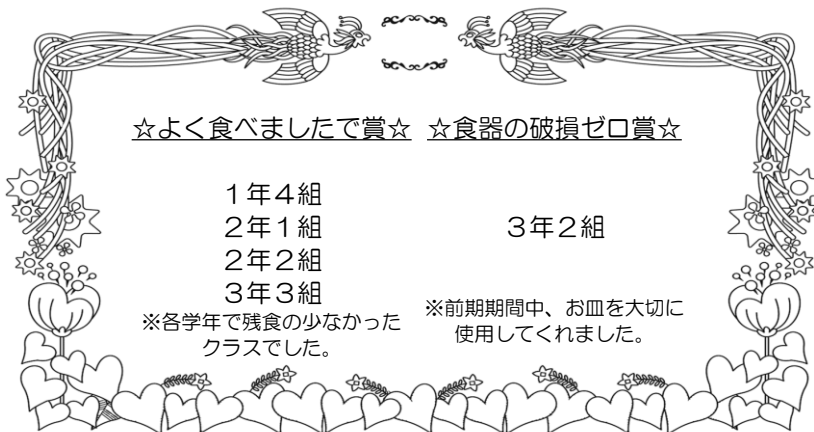 ☆よく食べましたで賞☆
1年4組
2年1組
2年2組
3年3組
※各学年で残食の少なかった
クラスでした。
☆食器の破損ゼロ賞☆
3年2組
※前期期間中、お皿を大切に
使用してくれました。